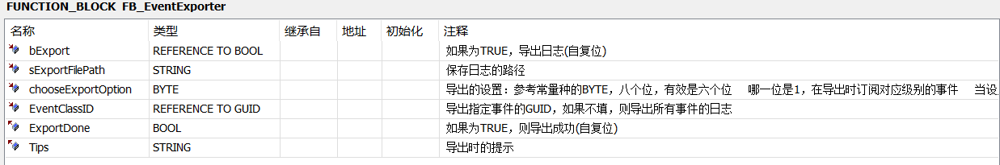 FUNCTION_BLOCK FB_EventExporter
名称 类型 继承自 地址 初始化 注释
bExport REFERENCE TO BOOL 如果为TRUE，导出日志(自复位)
sExportFilePath STRING 保存日志的路径
chooseExportOption BYTE 导出的设置：参考常量种的BYTE，八个位，有效是六个位 哪一位是1，在导出时订阅对应级别的事件 当设
EventClassID REFERENCE TO GUID 导出指定事件的GUID，如果不填，则导出所有事件的日志
ExportDone BOOL 如果为TRUE，则导出成功(自复位)
Tips STRING 导出时的提示